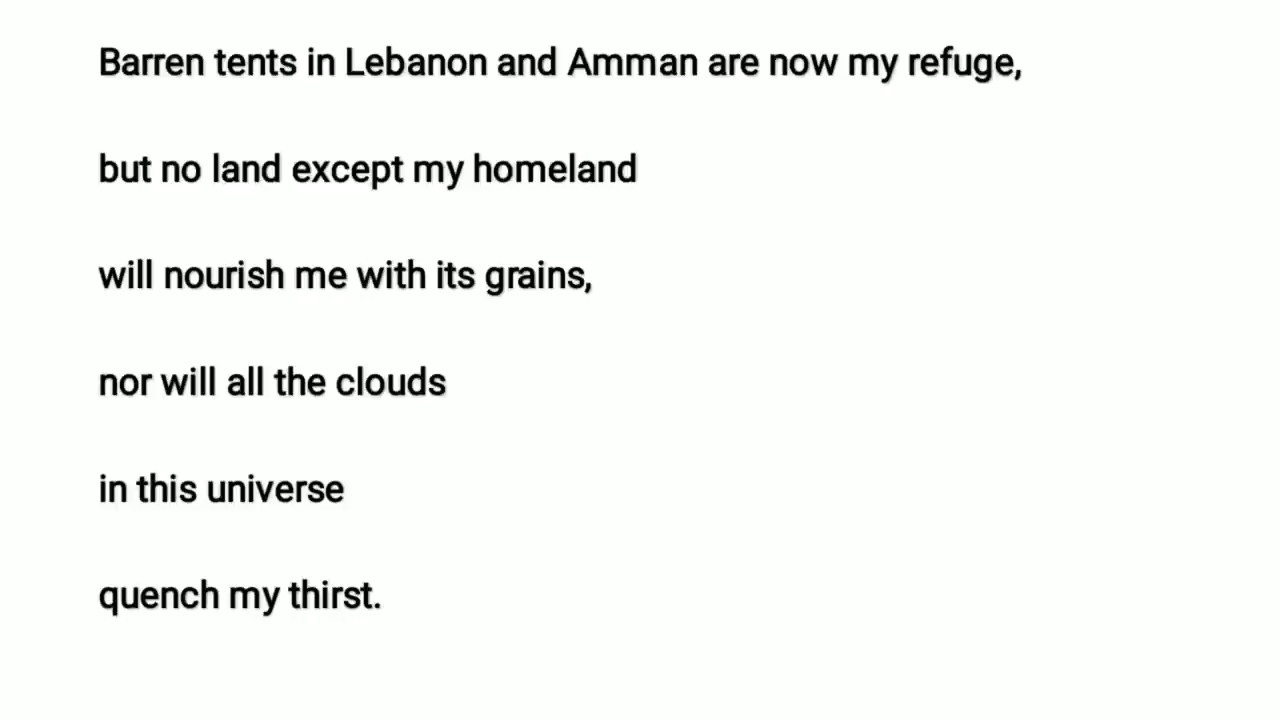 Barren tents in Lebanon and Amman are now my refuge,
but no land except my homeland
will nourish me with its grains,
nor will all the clouds
in this universe
quench my thirst.